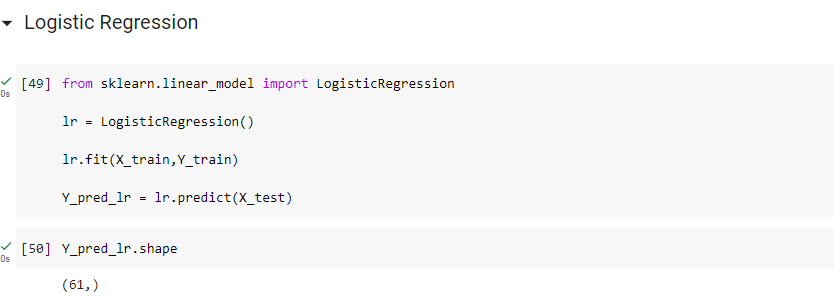 Logistic Regression
[49] from sklearn.linear_model import LogisticRegression
0s
lr = LogisticRegression()
lr.fit(X_train,Y_train)
Y_pred_lr = lr.predict(X_test)
[50] Y_pred_lr.shape
0s
(61,)